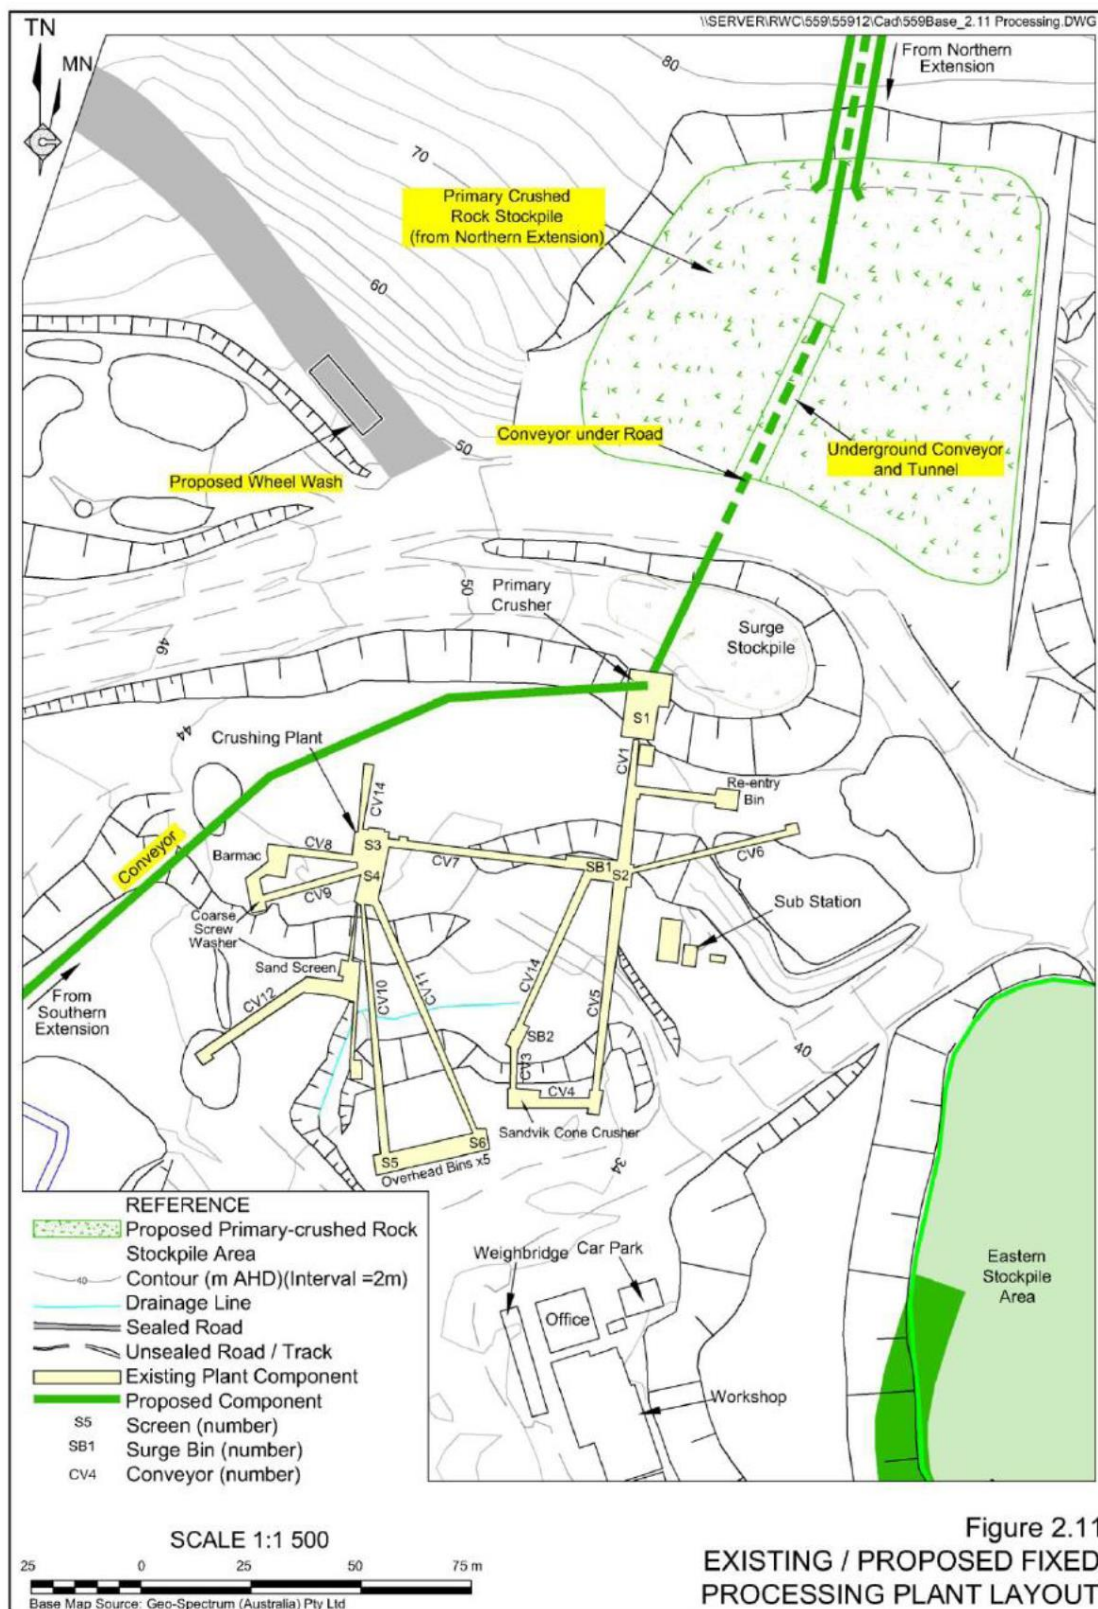 \\SERVER\RWC\559\55912\Cad\559Base_2.11 Processing.DWG
TN
MN
80
From Northern
Extension
70
Primary Crushed
Rock Stockpile
(from Northern Extension)
60
Conveyor under Road
50
Underground Conveyor
and Tunnel
Proposed Wheel Wash
50
Primary
Crusher
Surge
Stockpile
46
S1
44
Crushing Plant
CV1
Re-entry
Bin
CV14
Conveyor
Barmac
CV8
S3
CV7
SB1
S2
CV6
S4
CV9
Coarse
Screw
Washer
Sub Station
Sand Screen
From
Southern
Extension
CV12
CV10
CV11
CV14
CV5
SB2
CV3
40
CV4
Sandvik Cone Crusher
S5
S6
Overhead Bins x5
34
REFERENCE
Proposed Primary-crushed Rock
Stockpile Area
40
Contour (m AHD)(Interval =2m)
Drainage Line
Sealed Road
Unsealed Road / Track
Existing Plant Component
Proposed Component
S5
Screen (number)
SB1
Surge Bin (number)
CV4
Conveyor (number)
Weighbridge
Car Park
Office
Workshop
Eastern
Stockpile
Area
SCALE 1:1 500
25 0 25 50 75 m
Base Map Source: Geo-Spectrum (Australia) Pty Ltd
Figure 2.11
EXISTING / PROPOSED FIXED
PROCESSING PLANT LAYOUT